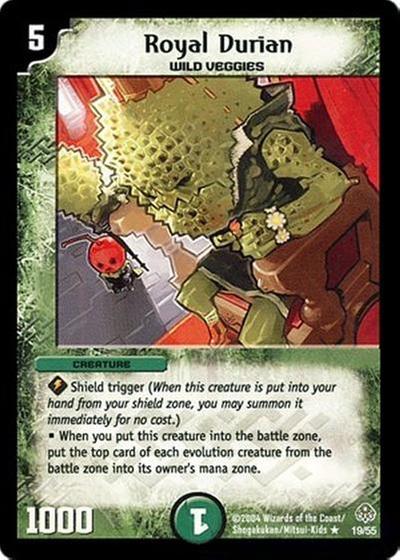 5
Royal Durian
WILD VEGGIES
CREATURE
Shield trigger (When this creature is put into your
hand from your shield zone, you may summon it
immediately for no cost.)
▪ When you put this creature into the battle zone,
put the top card of each evolution creature from the
battle zone into its owner's mana zone.
1000
1
©2004 Wizards of the Coast/
Shogakukan/Mitsui-Kids ★ 19/55